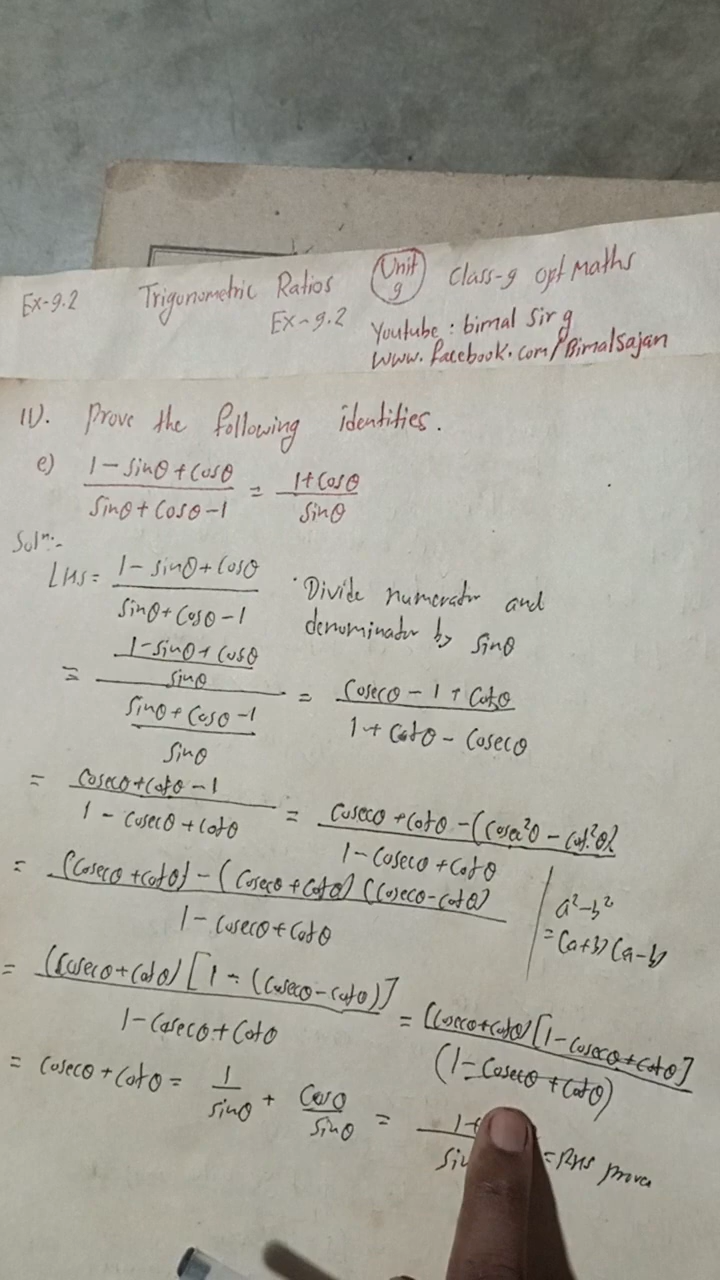 Ex-9.2 Trigonometric Ratios (Unit 9) Class-9 Opt Maths
Ex-9.2 Youtube : bimal Sir g
www.facebook.com/Bimalsajan
11). Prove the following identities.
e) (1 - sinθ + cosθ)/(sinθ + cosθ - 1) = (1 + cosθ)/sinθ
Solⁿ:-
LHS = (1 - sinθ + cosθ)/(sinθ + cosθ - 1) Divide numerator and
denominator by sinθ
= ((1 - sinθ + cosθ)/sinθ)/((sinθ + cosθ - 1)/sinθ) = (cosecθ - 1 + cotθ)/(1 + cotθ - cosecθ)
= (cosecθ + cotθ - 1)/(1 - cosecθ + cotθ) = (cosecθ + cotθ - (cosec²θ - cot²θ))/(1 - cosecθ + cotθ)
= ((cosecθ + cotθ) - (cosecθ + cotθ)(cosecθ - cotθ))/(1 - cosecθ + cotθ) a² - b²
= (a+b)(a-b)
= ((cosecθ + cotθ)[1 - (cosecθ - cotθ)])/(1 - cosecθ + cotθ) = ((cosecθ + cotθ)[1 - cosecθ + cotθ])/(1 - cosecθ + cotθ)
= cosecθ + cotθ = 1/sinθ + cosθ/sinθ = = RHS prove